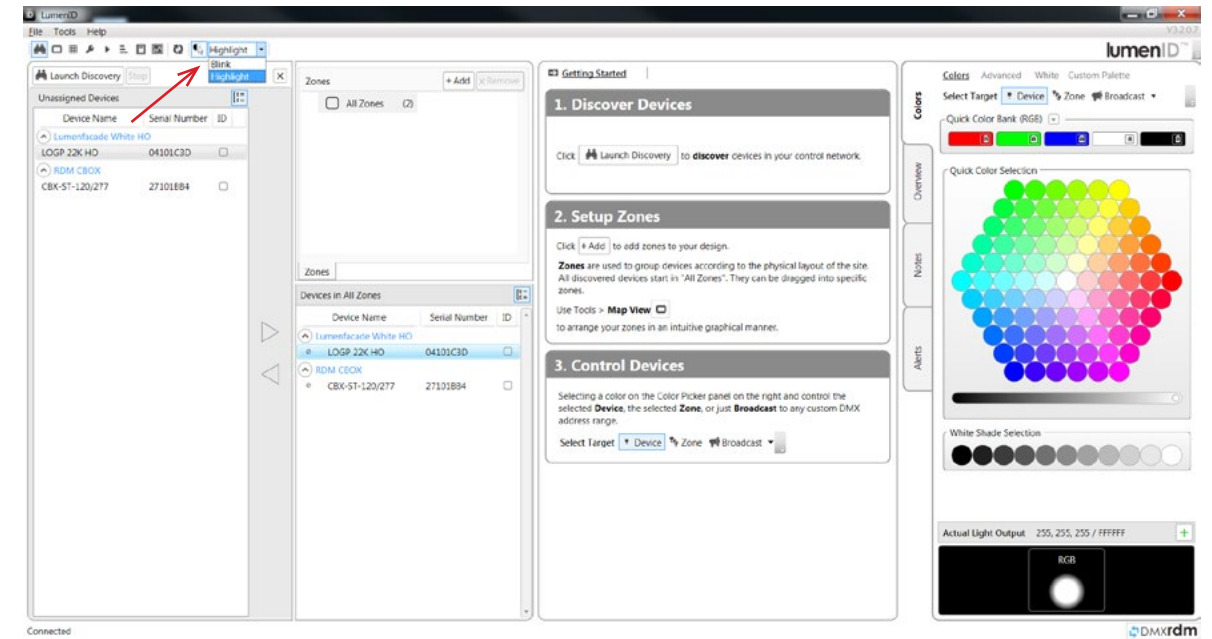 LumenID
File Tools Help
V3.2.0.7
Highlight
lumenID™
Blink
Highlight
Launch Discovery Stop
Unassigned Devices
Device Name Serial Number ID
Lumenfacade White HO
LOGP 22K HO 04101C3D
RDM CBOX
CBX-ST-120/277 27101BB4
Zones + Add x Remove
All Zones (2)
Zones
Devices in All Zones
Device Name Serial Number ID
Lumenfacade White HO
LOGP 22K HO 04101C3D
RDM CBOX
CBX-ST-120/277 27101BB4
Getting Started
1. Discover Devices
Click Launch Discovery to discover devices in your control network.
2. Setup Zones
Click + Add to add zones to your design.
Zones are used to group devices according to the physical layout of the site.
All discovered devices start in "All Zones". They can be dragged into specific
zones.
Use Tools > Map View
to arrange your zones in an intuitive graphical manner.
3. Control Devices
Selecting a color on the Color Picker panel on the right and control the
selected Device, the selected Zone, or just Broadcast to any custom DMX
address range.
Select Target Device Zone Broadcast
Colors
Overview
Notes
Alerts
Colors Advanced White Custom Palette
Select Target Device Zone Broadcast
Quick Color Bank (RGB)
Quick Color Selection
White Shade Selection
Actual Light Output 255, 255, 255 / FFFFFF
RGB
Connected
DMXrdm